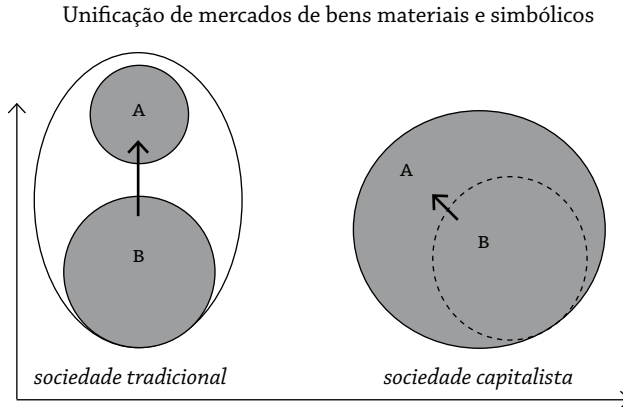 Unificação de mercados de bens materiais e simbólicos
A
B
A
B
sociedade tradicional
sociedade capitalista